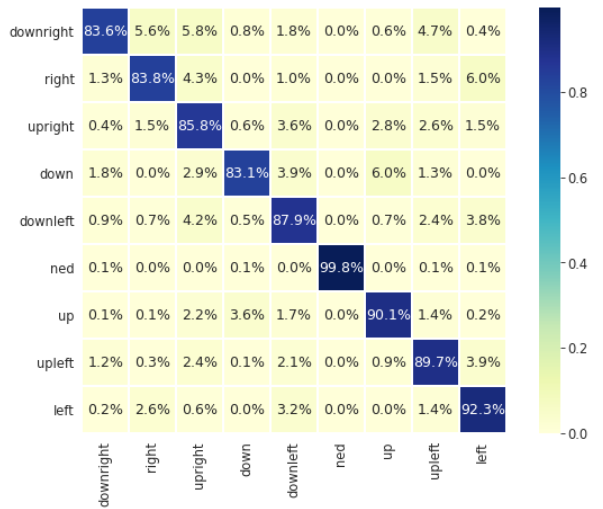 downright 83.6% 5.6% 5.8% 0.8% 1.8% 0.0% 0.6% 4.7% 0.4%
right 1.3% 83.8% 4.3% 0.0% 1.0% 0.0% 0.0% 1.5% 6.0%
upright 0.4% 1.5% 85.8% 0.6% 3.6% 0.0% 2.8% 2.6% 1.5%
down 1.8% 0.0% 2.9% 83.1% 3.9% 0.0% 6.0% 1.3% 0.0%
downleft 0.9% 0.7% 4.2% 0.5% 87.9% 0.0% 0.7% 2.4% 3.8%
ned 0.1% 0.0% 0.0% 0.1% 0.0% 99.8% 0.0% 0.1% 0.1%
up 0.1% 0.1% 2.2% 3.6% 1.7% 0.0% 90.1% 1.4% 0.2%
upleft 1.2% 0.3% 2.4% 0.1% 2.1% 0.0% 0.9% 89.7% 3.9%
left 0.2% 2.6% 0.6% 0.0% 3.2% 0.0% 0.0% 1.4% 92.3%
downright right upright down downleft ned up upleft left
0.8
0.6
0.4
0.2
0.0